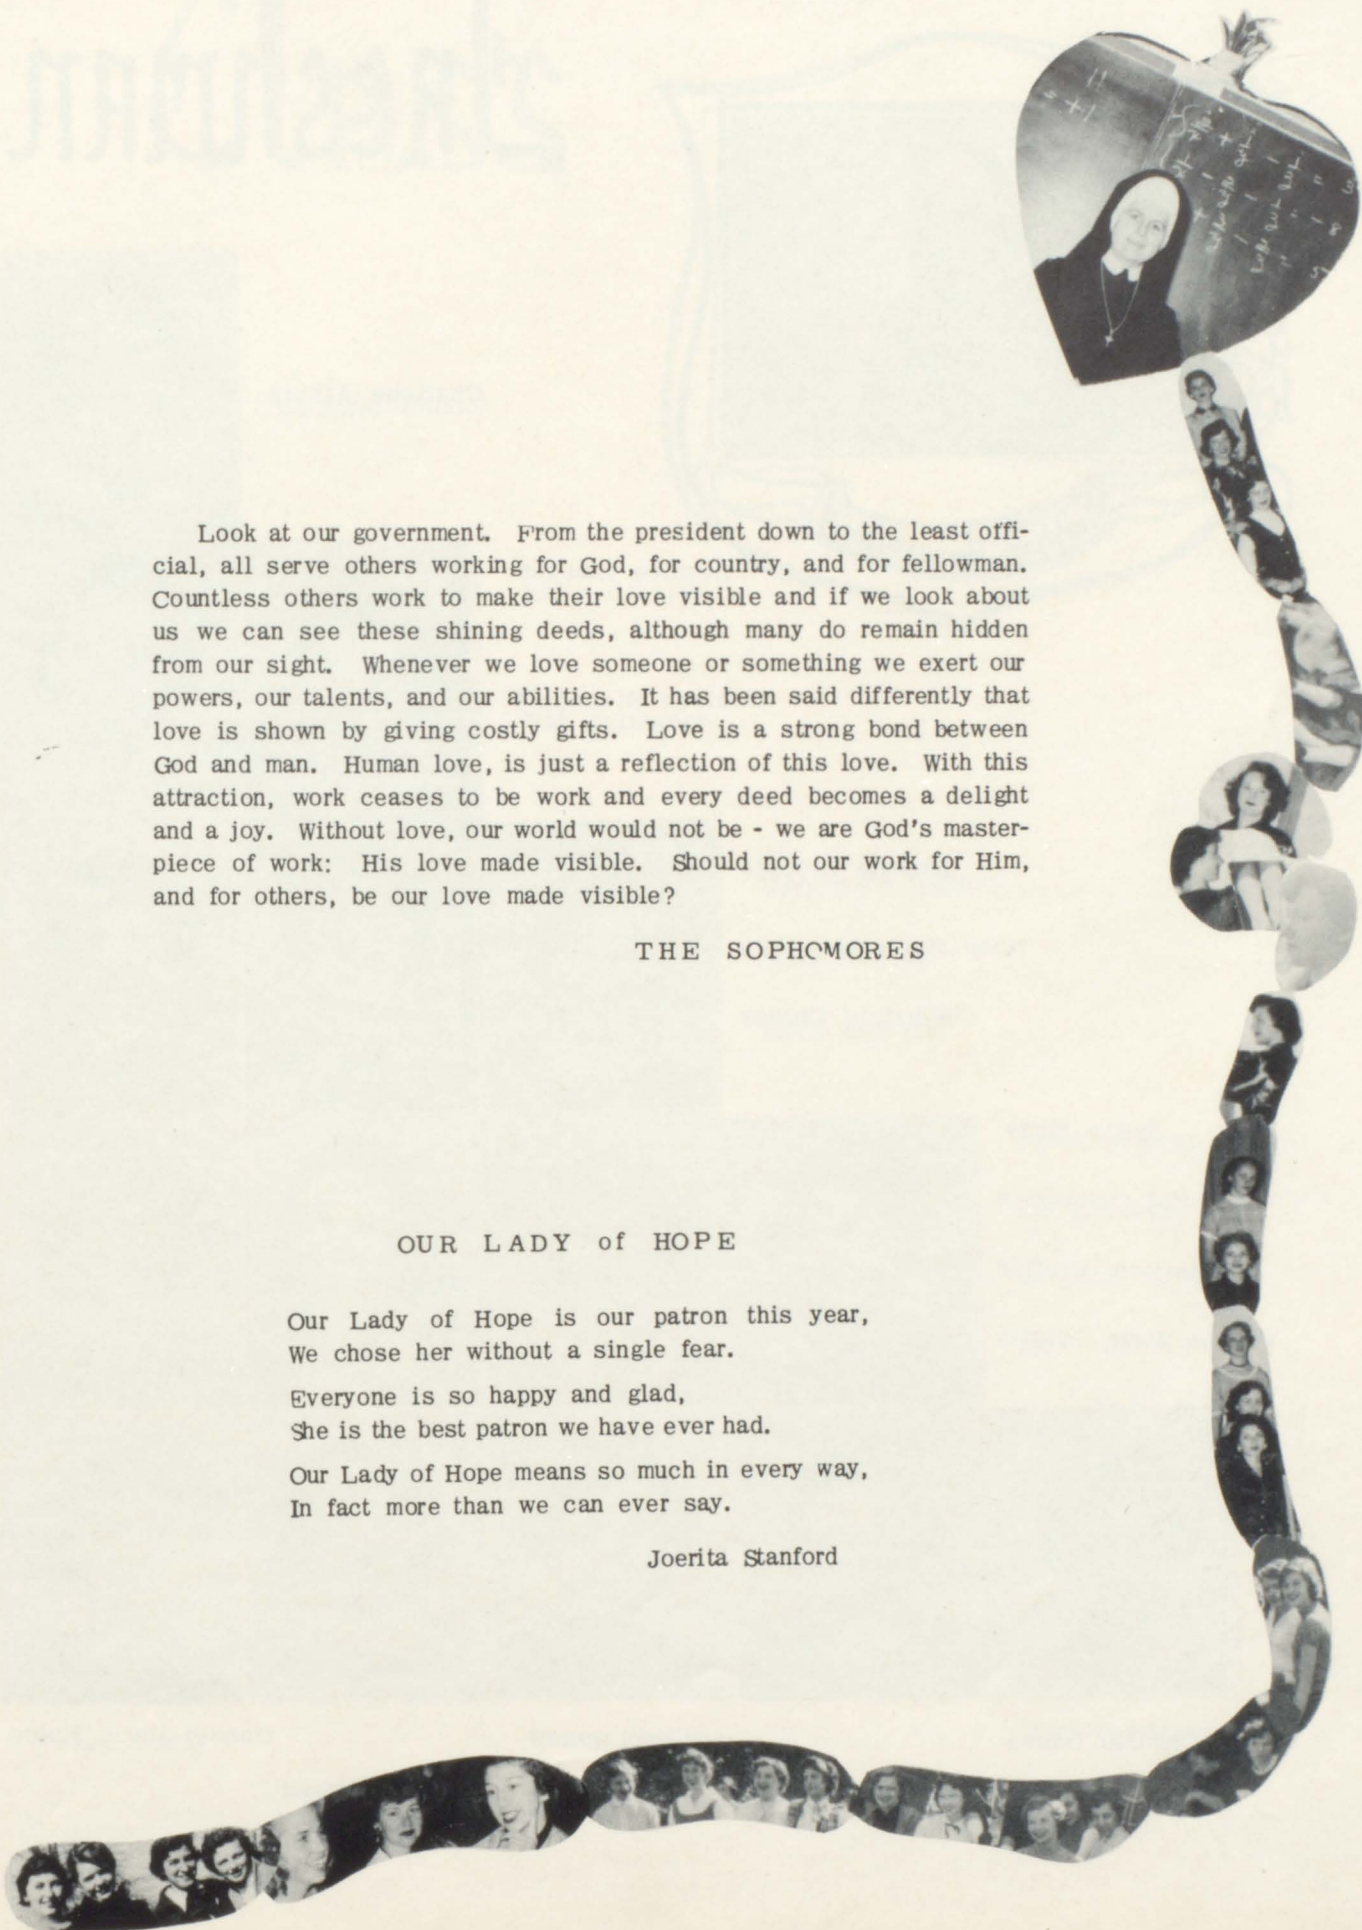 Look at our government. From the president down to the least offi-
cial, all serve others working for God, for country, and for fellowman.
Countless others work to make their love visible and if we look about
us we can see these shining deeds, although many do remain hidden
from our sight. Whenever we love someone or something we exert our
powers, our talents, and our abilities. It has been said differently that
love is shown by giving costly gifts. Love is a strong bond between
God and man. Human love, is just a reflection of this love. With this
attraction, work ceases to be work and every deed becomes a delight
and a joy. Without love, our world would not be - we are God's master-
piece of work: His love made visible. Should not our work for Him,
and for others, be our love made visible?
THE SOPHOMORES
OUR LADY of HOPE
Our Lady of Hope is our patron this year,
We chose her without a single fear.
Everyone is so happy and glad,
She is the best patron we have ever had.
Our Lady of Hope means so much in every way,
In fact more than we can ever say.
Joerita Stanford